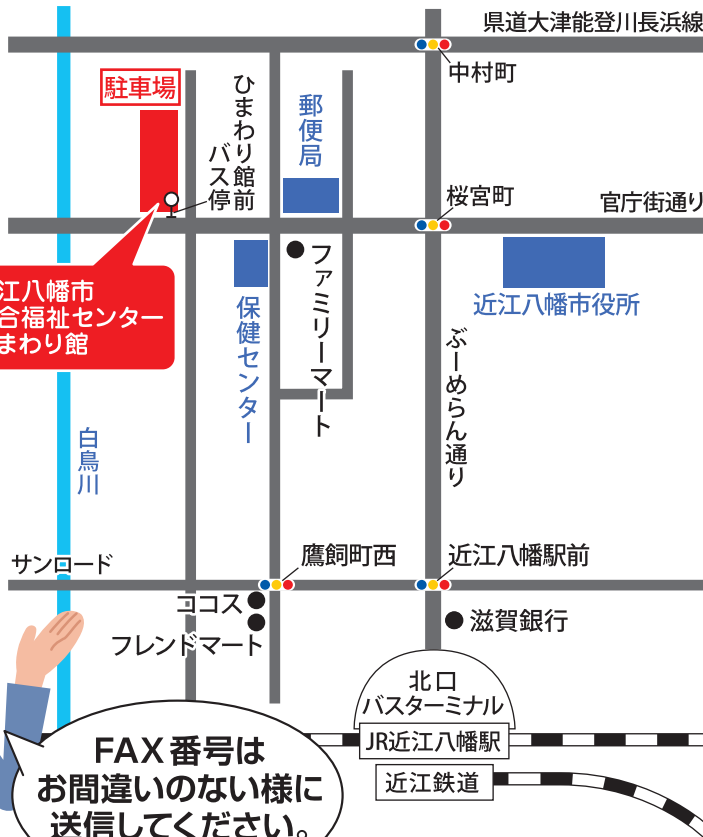 県道大津能登川長浜線
中村町
駐車場
ひまわり館前
バス停
郵便局
桜宮町
官庁街通り
江八幡市
合福祉センター
まわり館
保健センター
ファミリーマート
近江八幡市役所
ぶーめらん通り
白鳥川
サンロード
鷹飼町西
近江八幡駅前
ココス
フレンドマート
滋賀銀行
北口
バスターミナル
JR近江八幡駅
近江鉄道
FAX番号は
お間違いのない様に
送信してください。